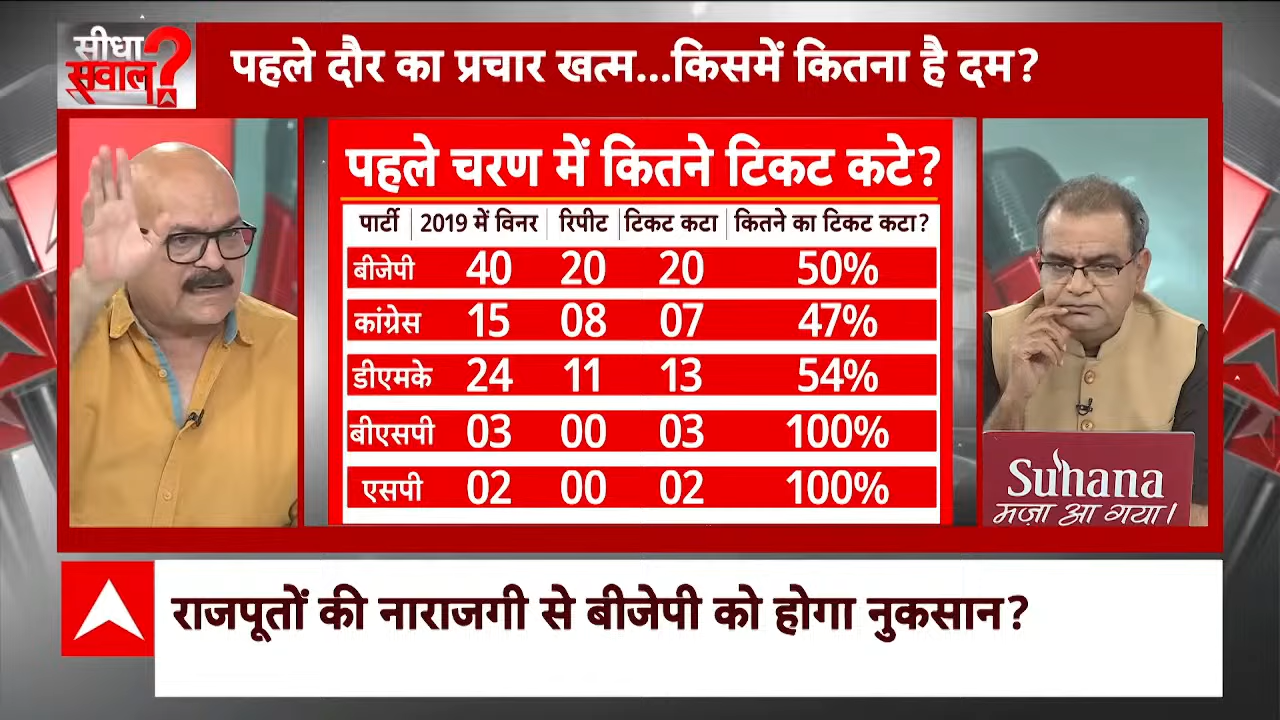 सीधा
सवाल?
पहले दौर का प्रचार खत्म...किसमें कितना है दम?
पहले चरण में कितने टिकट कटे?
पार्टी 2019 में विनर रिपीट टिकट कटा कितने का टिकट कटा?
बीजेपी 40 20 20 50%
कांग्रेस 15 08 07 47%
डीएमके 24 11 13 54%
बीएसपी 03 00 03 100%
एसपी 02 00 02 100%
Suhana
मज़ा आ गया।
राजपूतों की नाराजगी से बीजेपी को होगा नुकसान?